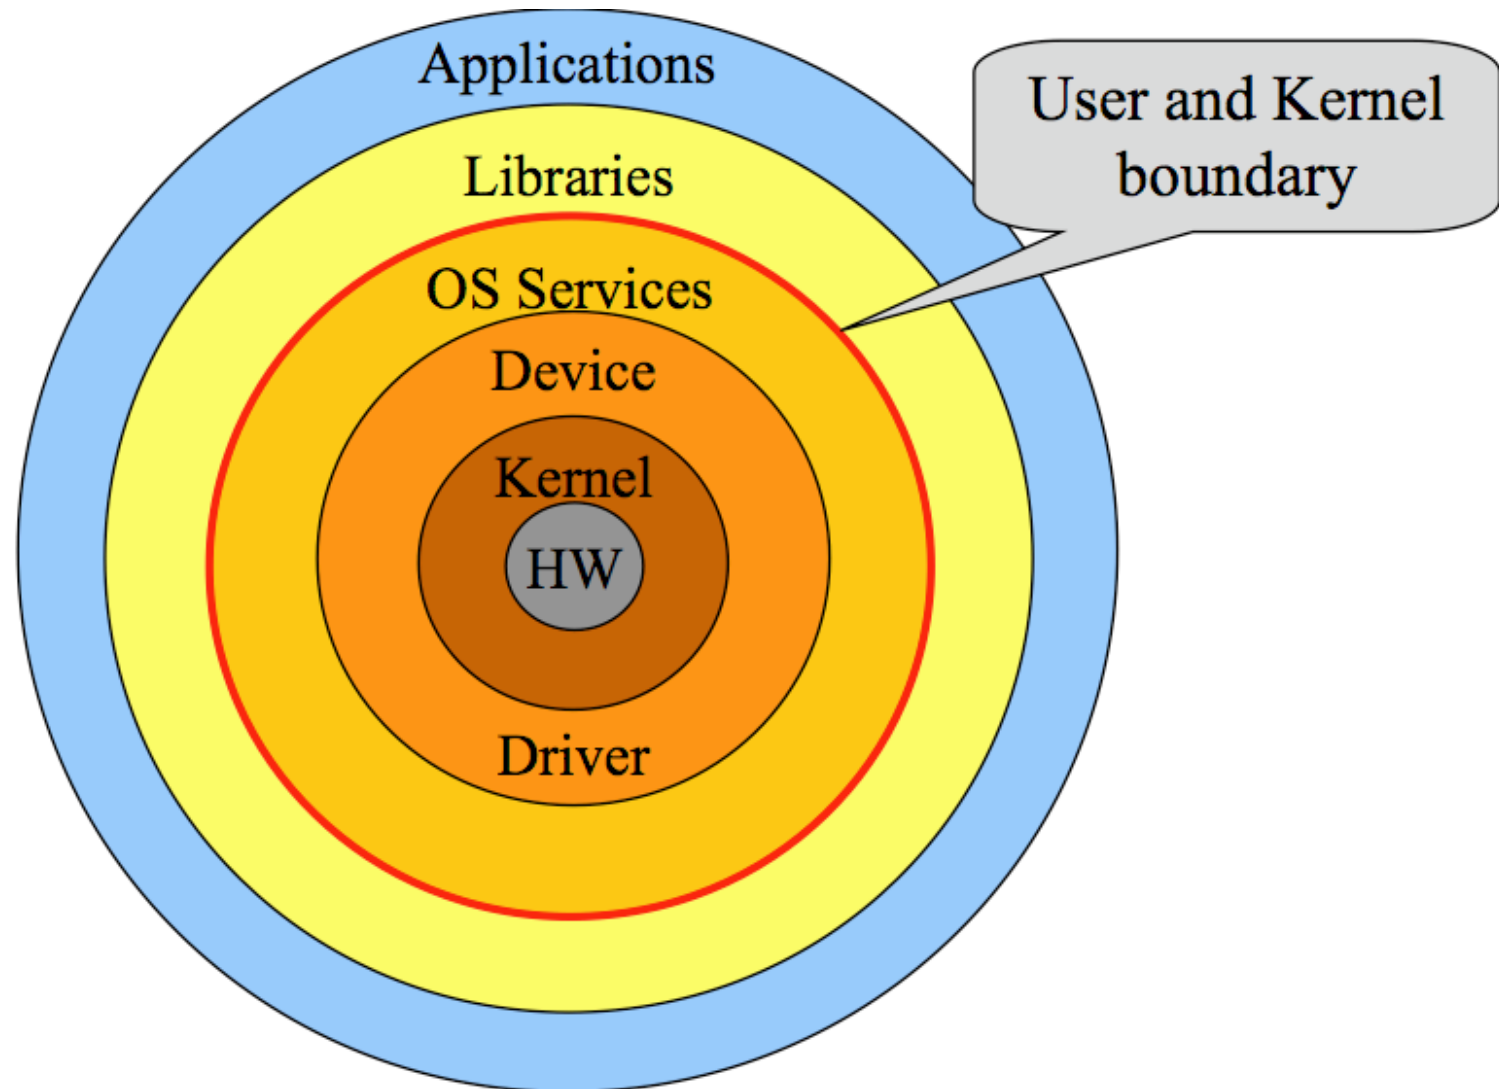 Applications
User and Kernel
boundary
Libraries
OS Services
Device
Kernel
HW
Driver